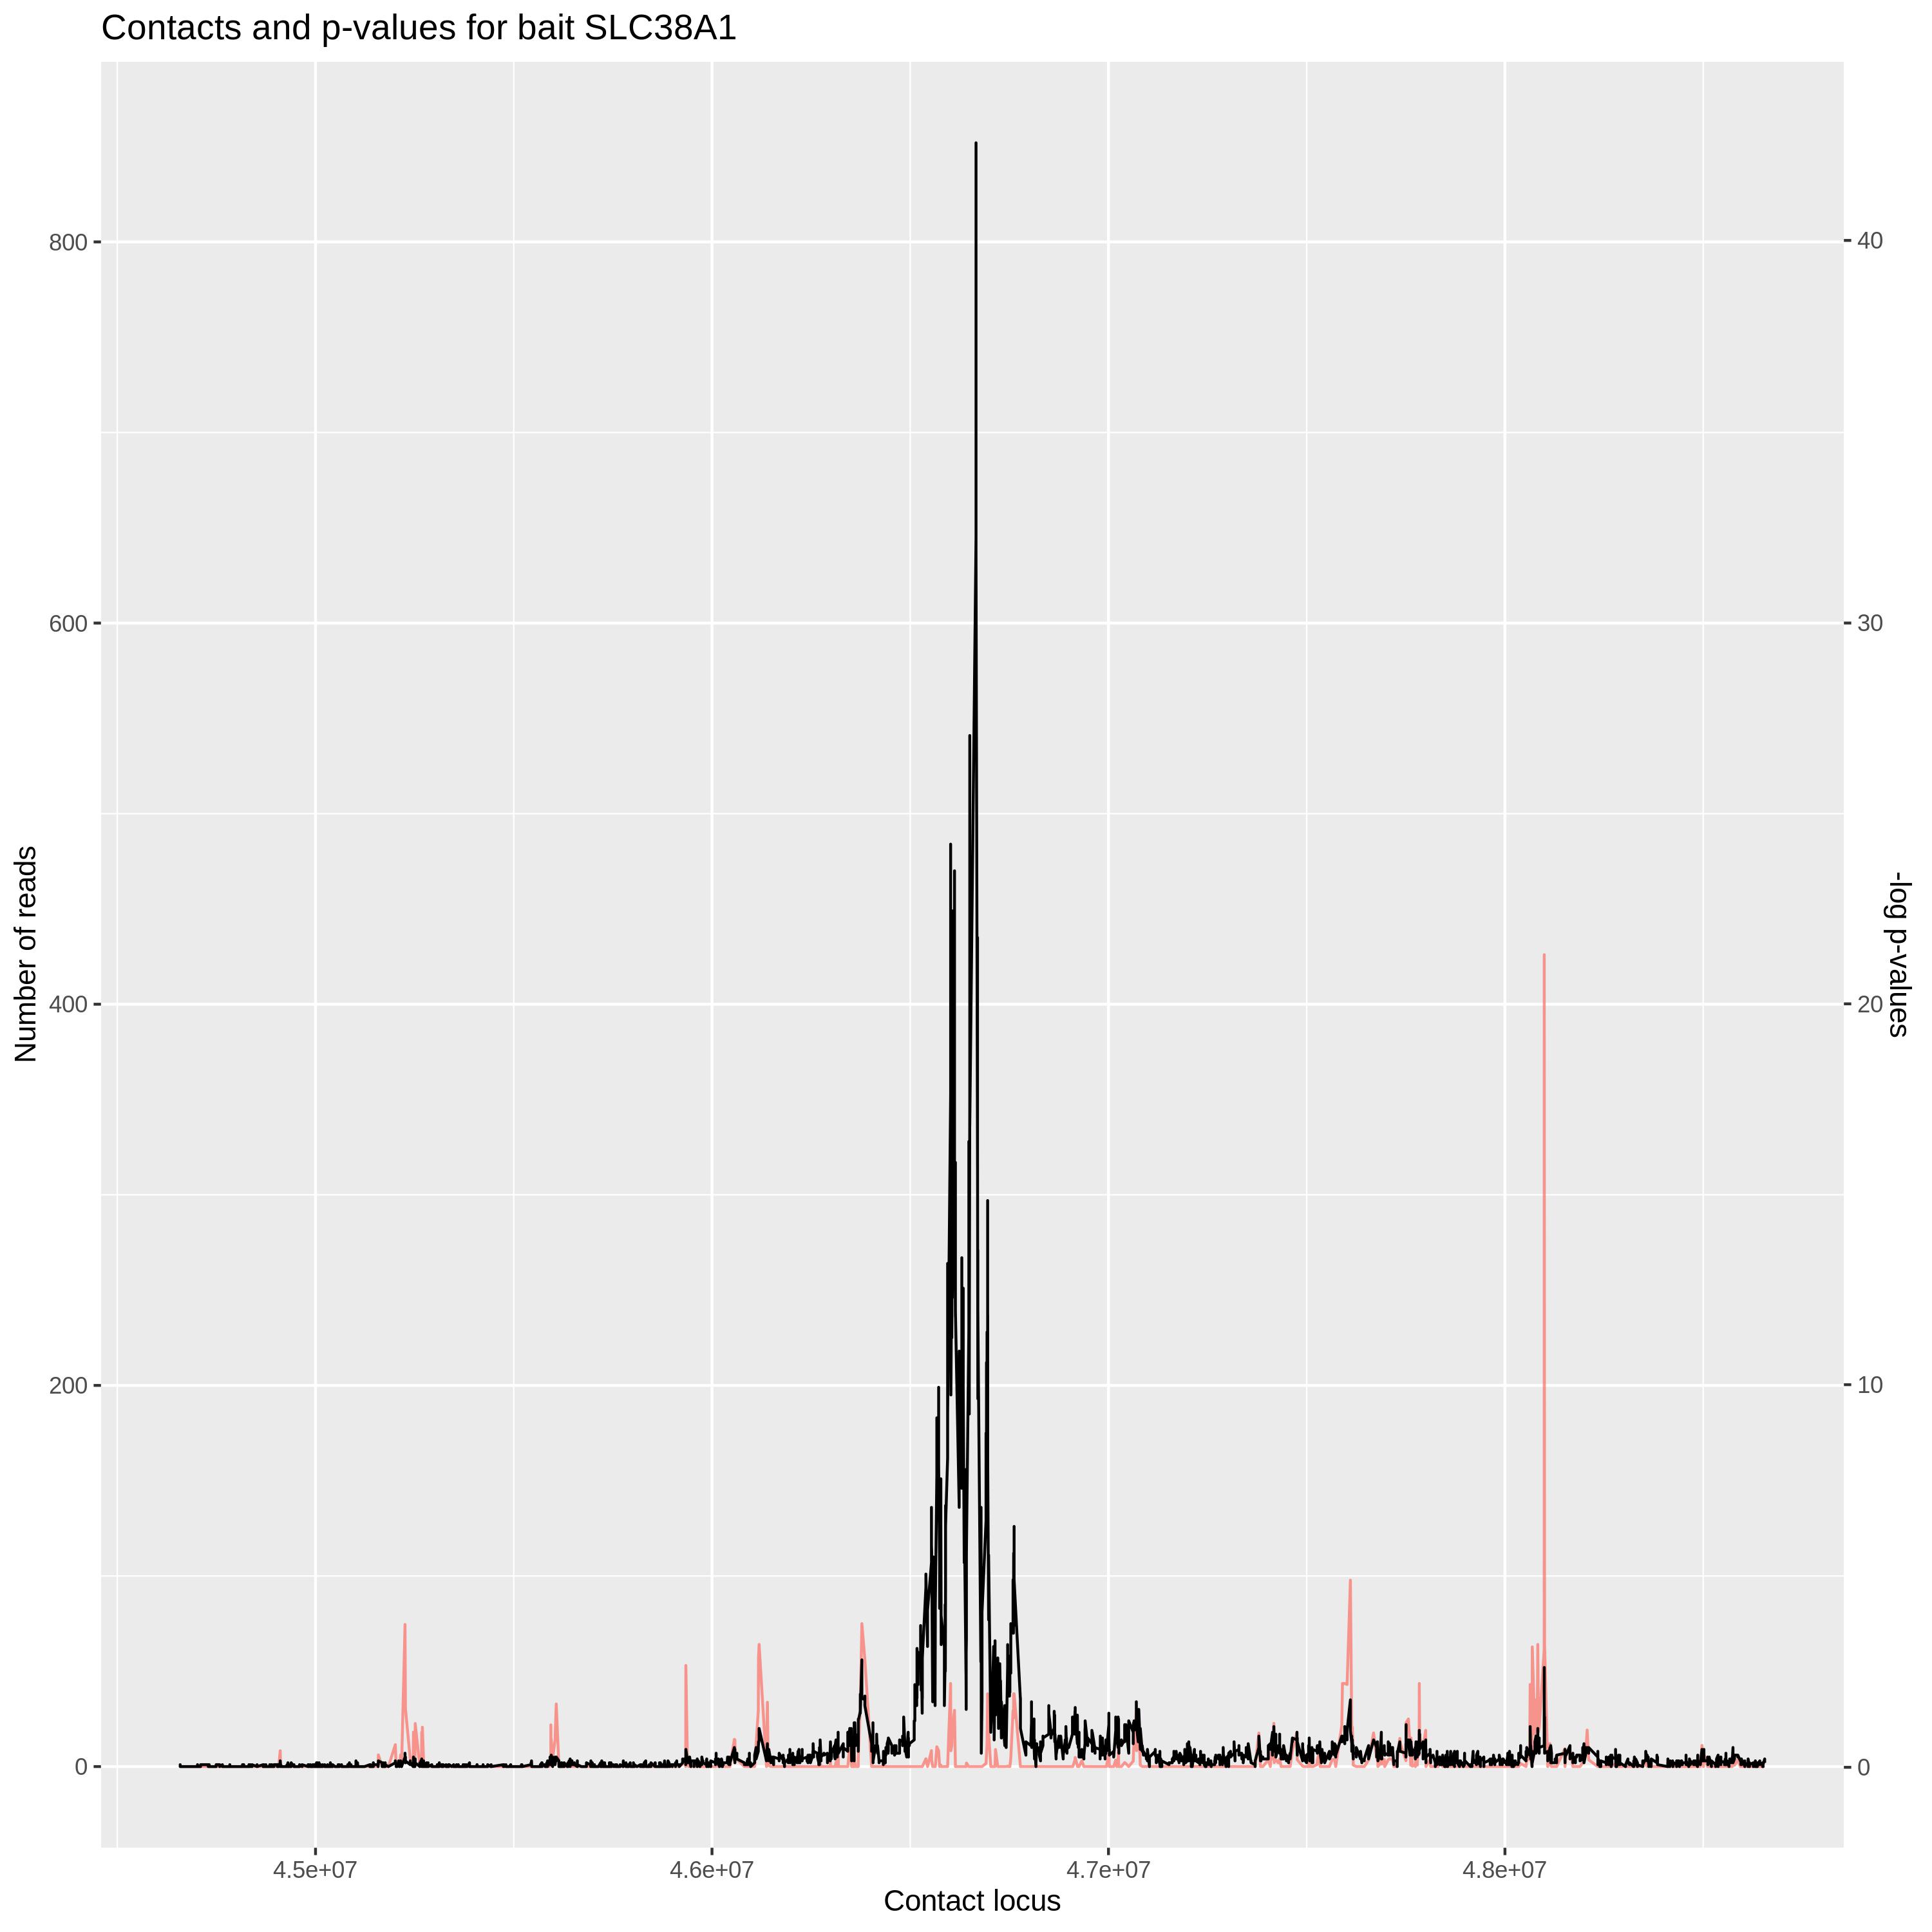 Contacts and p-values for bait SLC38A1
800
600
400
200
0
40
30
20
10
0
Number of reads
-log p-values
4.5e+07
4.6e+07
4.7e+07
4.8e+07
Contact locus